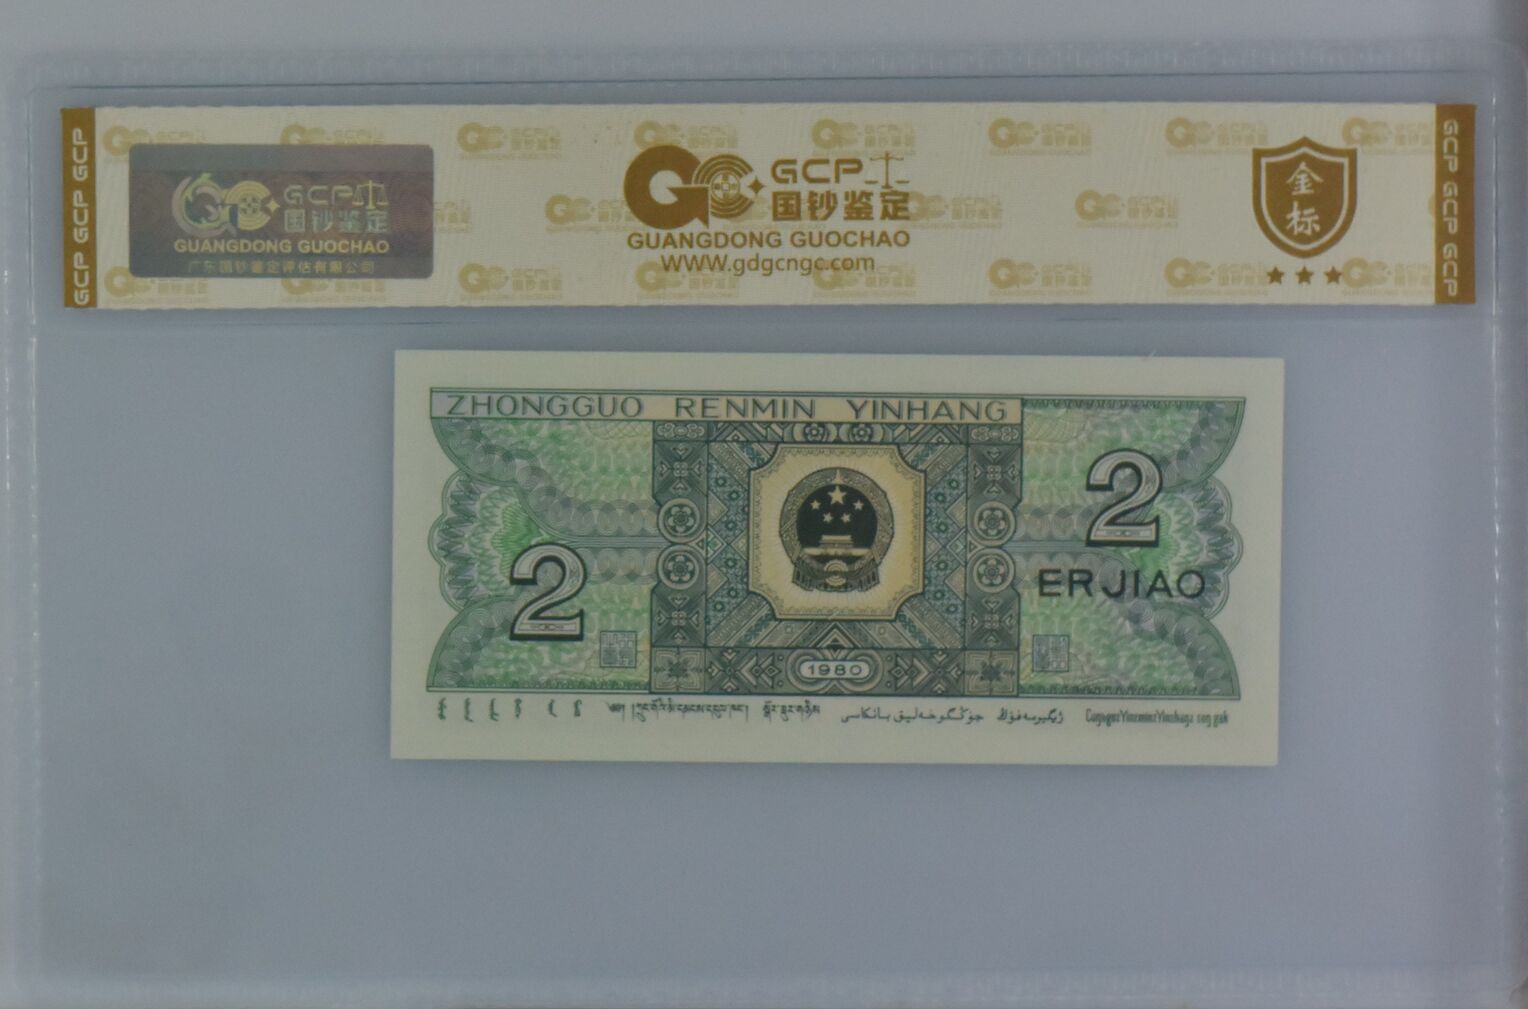 GCP GCP GCP
GCP
国钞鉴定
GUANGDONG GUOCHAO
广东国钞鉴定评估有限公司
GCP
国钞鉴定
GUANGDONG GUOCHAO
WWW.gdgcngc.com
金
标
GCP GCP GCP
ZHONGGUO RENMIN YINHANG
2
2
ERJIAO
1980